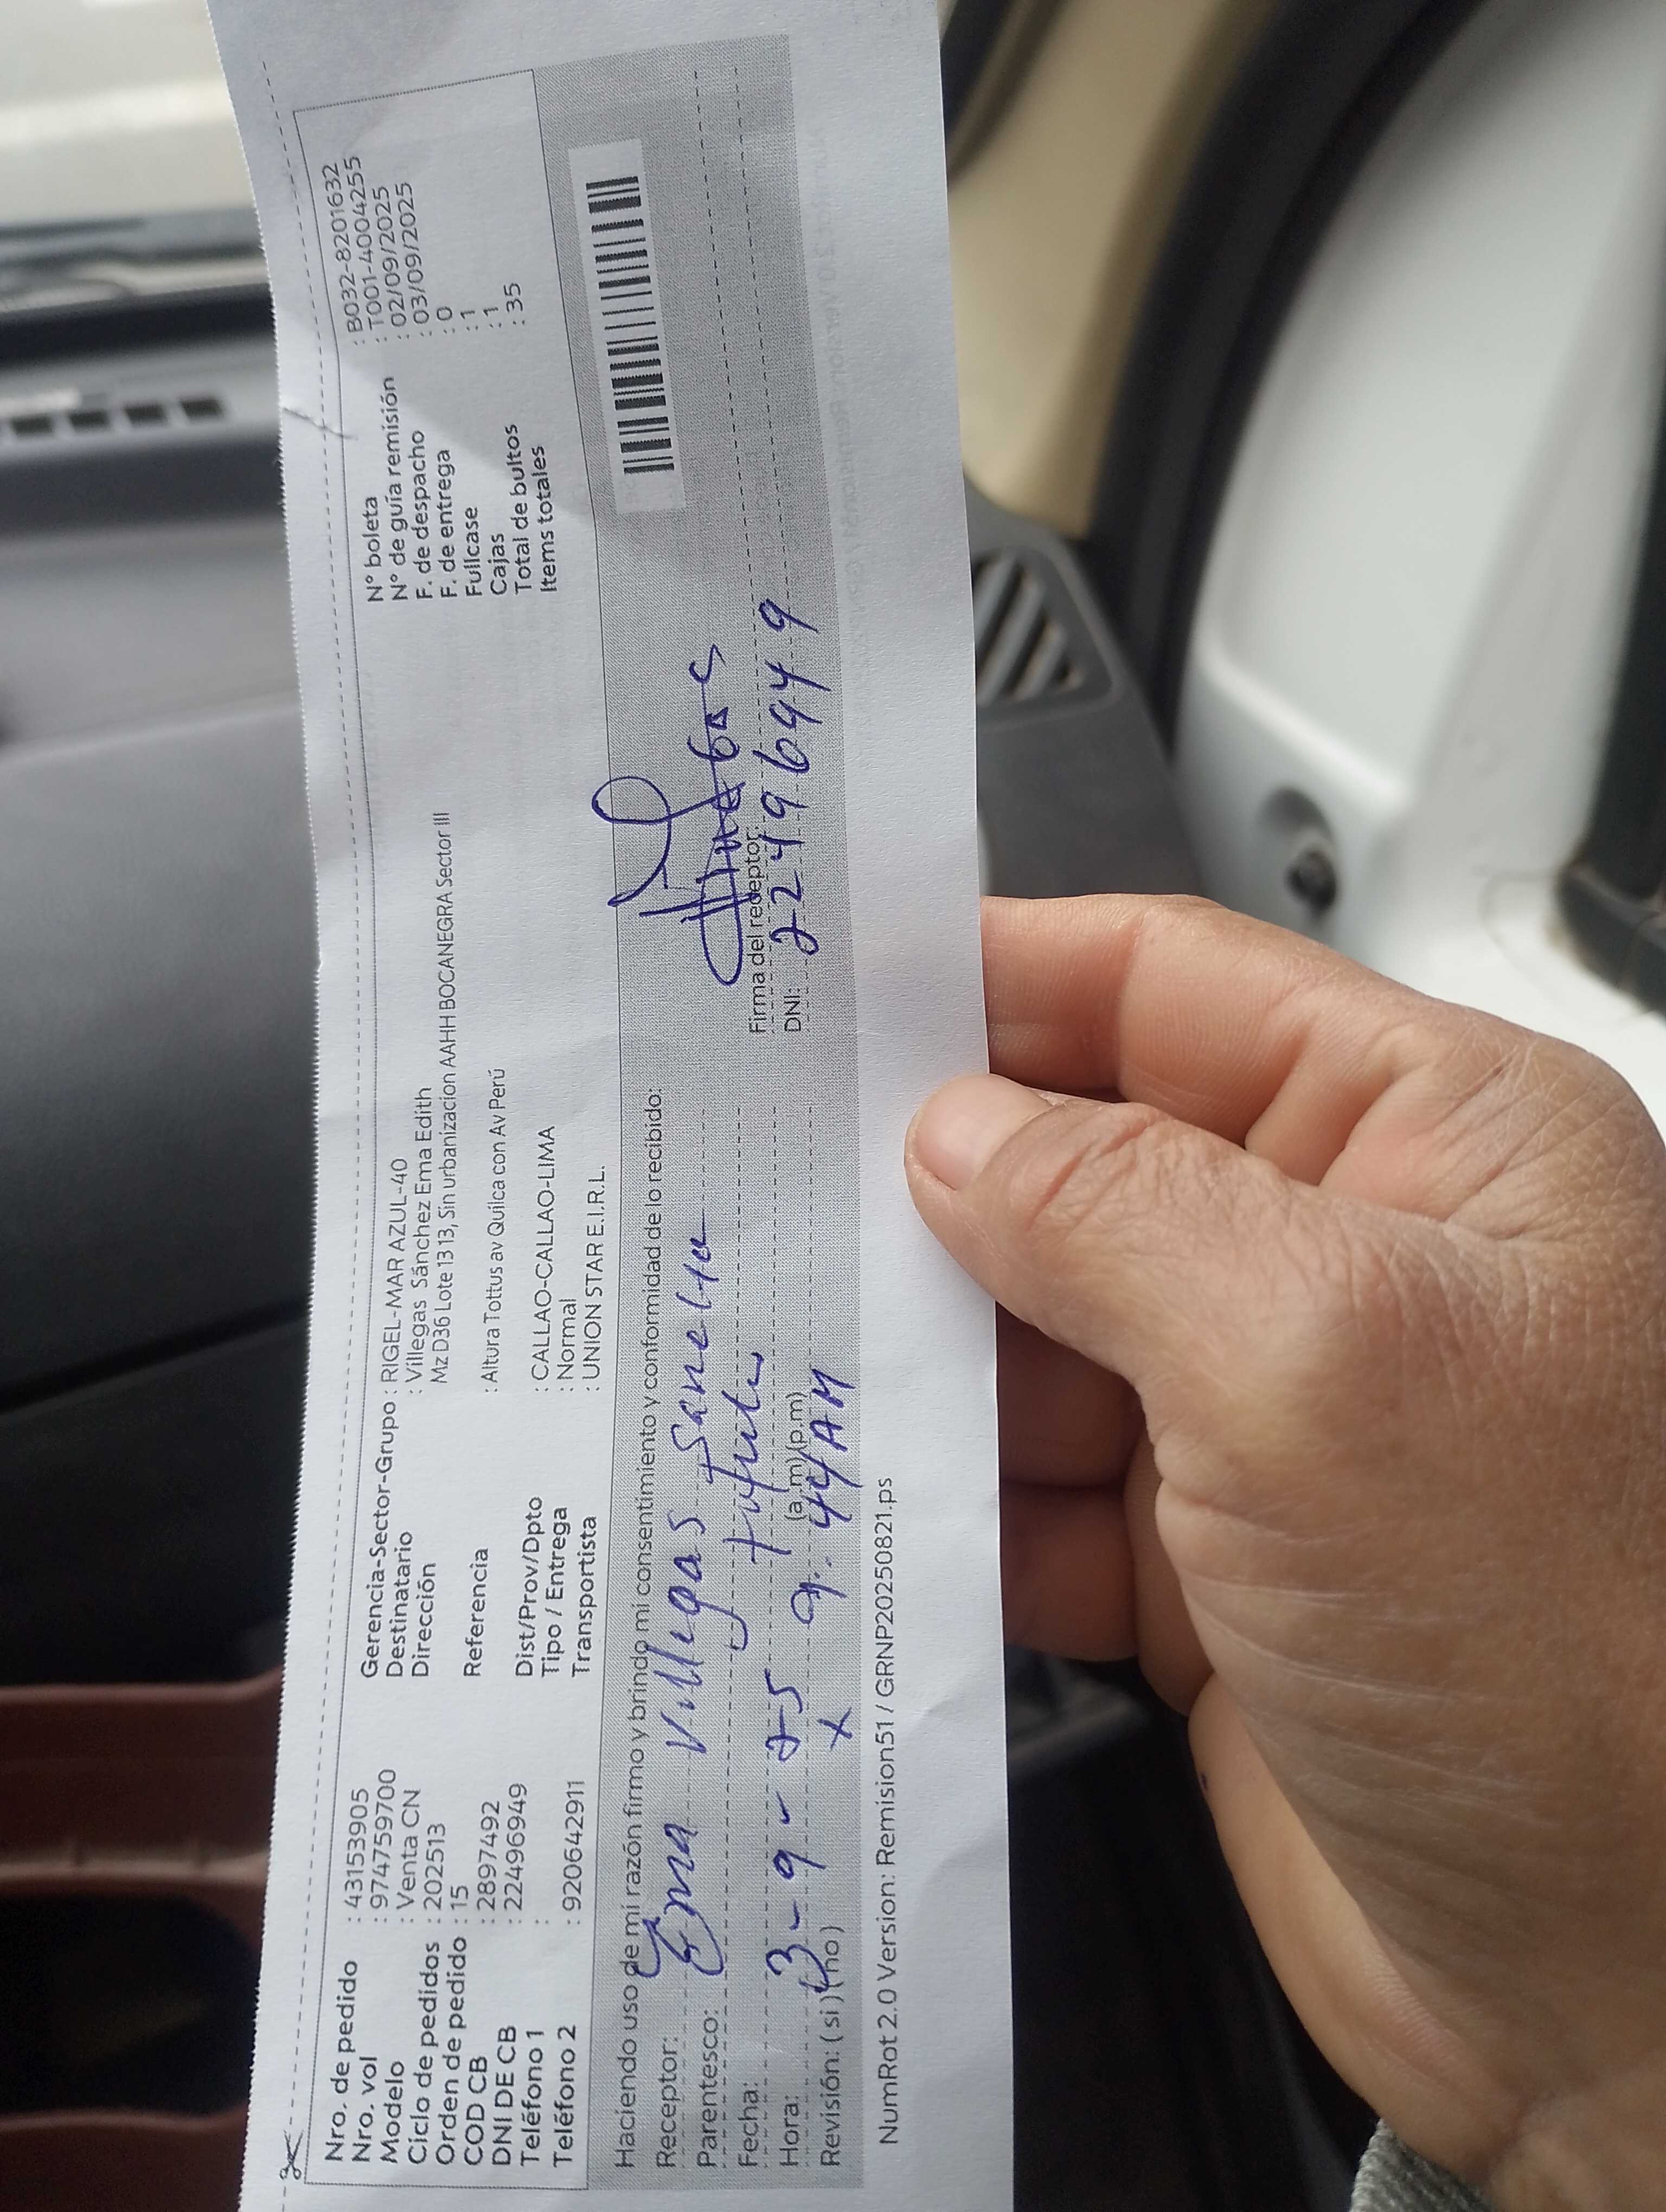 Nro. de pedido : 43153905
Nro. vol : 974759700
Modelo : Venta CN
Ciclo de pedidos : 202513
Orden de pedido : 15
COD CB : 2897492
DNI DE CB : 22496949
Teléfono 1 :
Teléfono 2 : 920642911
Gerencia-Sector-Grupo : RIGEL-MAR AZUL-40
Destinatario : Villegas Sánchez Ema Edith
Dirección Mz D36 Lote 13 13, Sin urbanizacion AAHH BOCANEGRA Sector III
Referencia : Altura Tottus av Quilca con Av Perú
Dist/Prov/Dpto : CALLAO-CALLAO-LIMA
Tipo / Entrega : Normal
Transportista : UNION STAR E.I.R.L.
N° boleta : B032-8201632
N° de guía remisión : T001-4004255
F. de despacho : 02/09/2025
F. de entrega : 03/09/2025
Fullcase : 0
Cajas : 1
Total de bultos : 1
Items totales : 35
Haciendo uso de mi razón firmo y brindo mi consentimiento y conformidad de lo recibido:
Receptor: Ema Villegas
Parentesco:
Fecha: 3-9-25
Hora: (a.m)(p.m) 9:44 AM
Revisión: (si)(no) x
Firma del receptor:
DNI: 22496949
NumRot 2.0 Version: Remision51 / GRNP20250821.ps